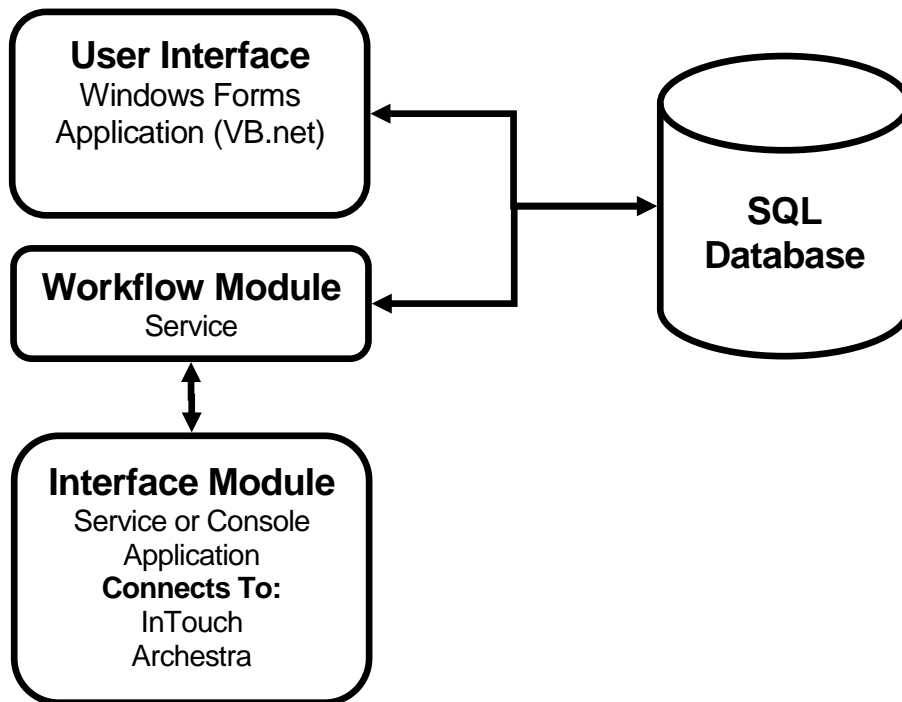 User Interface
Windows Forms
Application (VB.net)
SQL
Database
Workflow Module
Service
Interface Module
Service or Console
Application
Connects To:
InTouch
Archestra